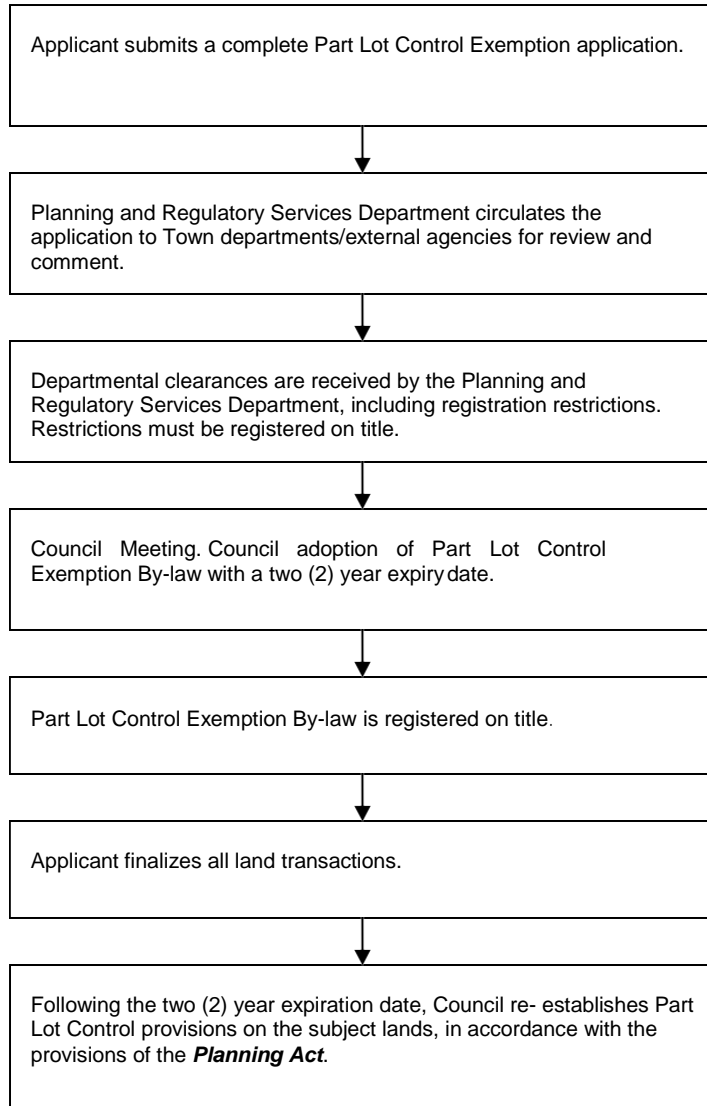 Applicant submits a complete Part Lot Control Exemption application.
Planning and Regulatory Services Department circulates the
application to Town departments/external agencies for review and
comment.
Departmental clearances are received by the Planning and
Regulatory Services Department, including registration restrictions.
Restrictions must be registered on title.
Council Meeting. Council adoption of Part Lot Control
Exemption By-law with a two (2) year expiry date.
Part Lot Control Exemption By-law is registered on title.
Applicant finalizes all land transactions.
Following the two (2) year expiration date, Council re- establishes Part
Lot Control provisions on the subject lands, in accordance with the
provisions of the Planning Act.